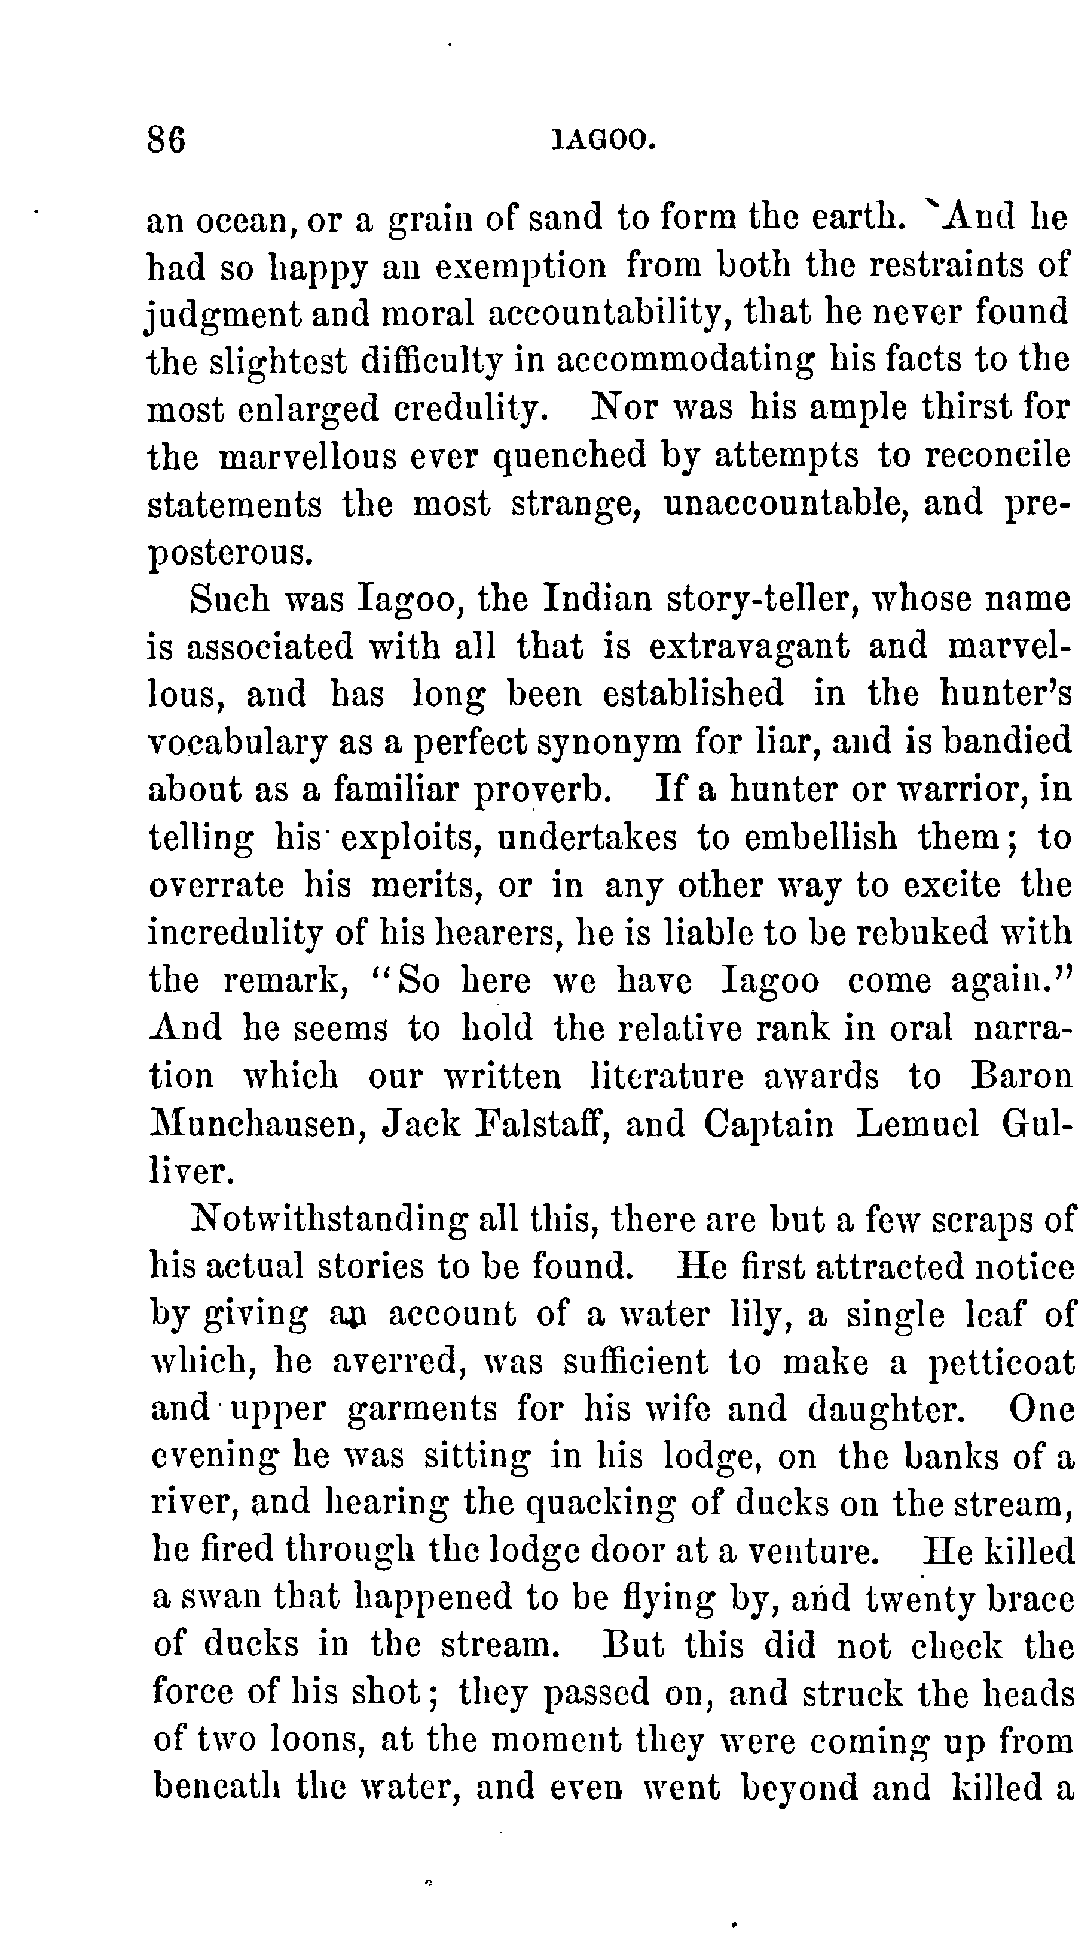 86 IAGOO.
an ocean, or a grain of sand to form the earth. And he
had so happy an exemption from both the restraints of
judgment and moral accountability, that he never found
the slightest difficulty in accommodating his facts to the
most enlarged credulity. Nor was his ample thirst for
the marvellous ever quenched by attempts to reconcile
statements the most strange, unaccountable, and pre-
posterous.
Such was Iagoo, the Indian story-teller, whose name
is associated with all that is extravagant and marvel-
lous, and has long been established in the hunter's
vocabulary as a perfect synonym for liar, and is bandied
about as a familiar proverb. If a hunter or warrior, in
telling his exploits, undertakes to embellish them; to
overrate his merits, or in any other way to excite the
incredulity of his hearers, he is liable to be rebuked with
the remark, "So here we have Iagoo come again."
And he seems to hold the relative rank in oral narra-
tion which our written literature awards to Baron
Munchausen, Jack Falstaff, and Captain Lemuel Gul-
liver.
Notwithstanding all this, there are but a few scraps of
his actual stories to be found. He first attracted notice
by giving an account of a water lily, a single leaf of
which, he averred, was sufficient to make a petticoat
and upper garments for his wife and daughter. One
evening he was sitting in his lodge, on the banks of a
river, and hearing the quacking of ducks on the stream,
he fired through the lodge door at a venture. He killed
a swan that happened to be flying by, and twenty brace
of ducks in the stream. But this did not check the
force of his shot; they passed on, and struck the heads
of two loons, at the moment they were coming up from
beneath the water, and even went beyond and killed a